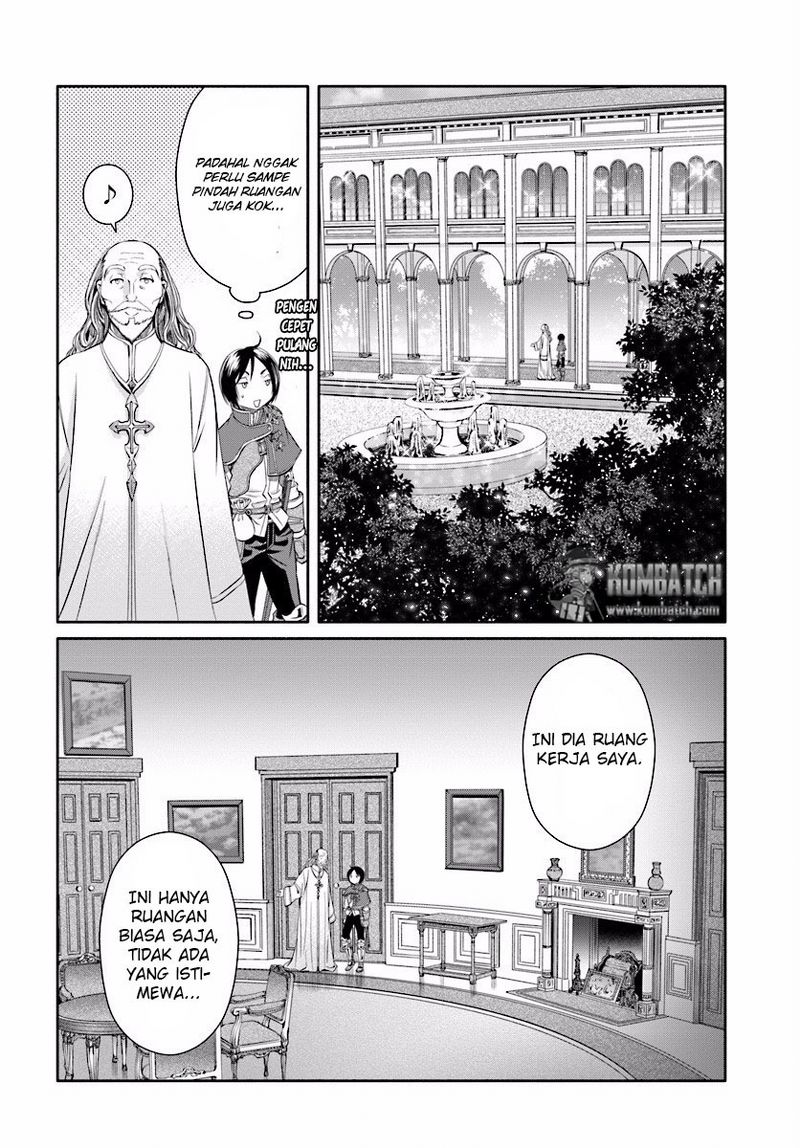 PADAHAL NGGAK
PERLU SAMPE
PINDAH RUANGAN
JUGA KOK...
♪
PENGEN
CEPET
PULANG
NIH...
KOMBATCH
www.kombatch.com
INI DIA RUANG
KERJA SAYA.
INI HANYA
RUANGAN
BIASA SAJA,
TIDAK ADA
YANG ISTI-
MEWA...